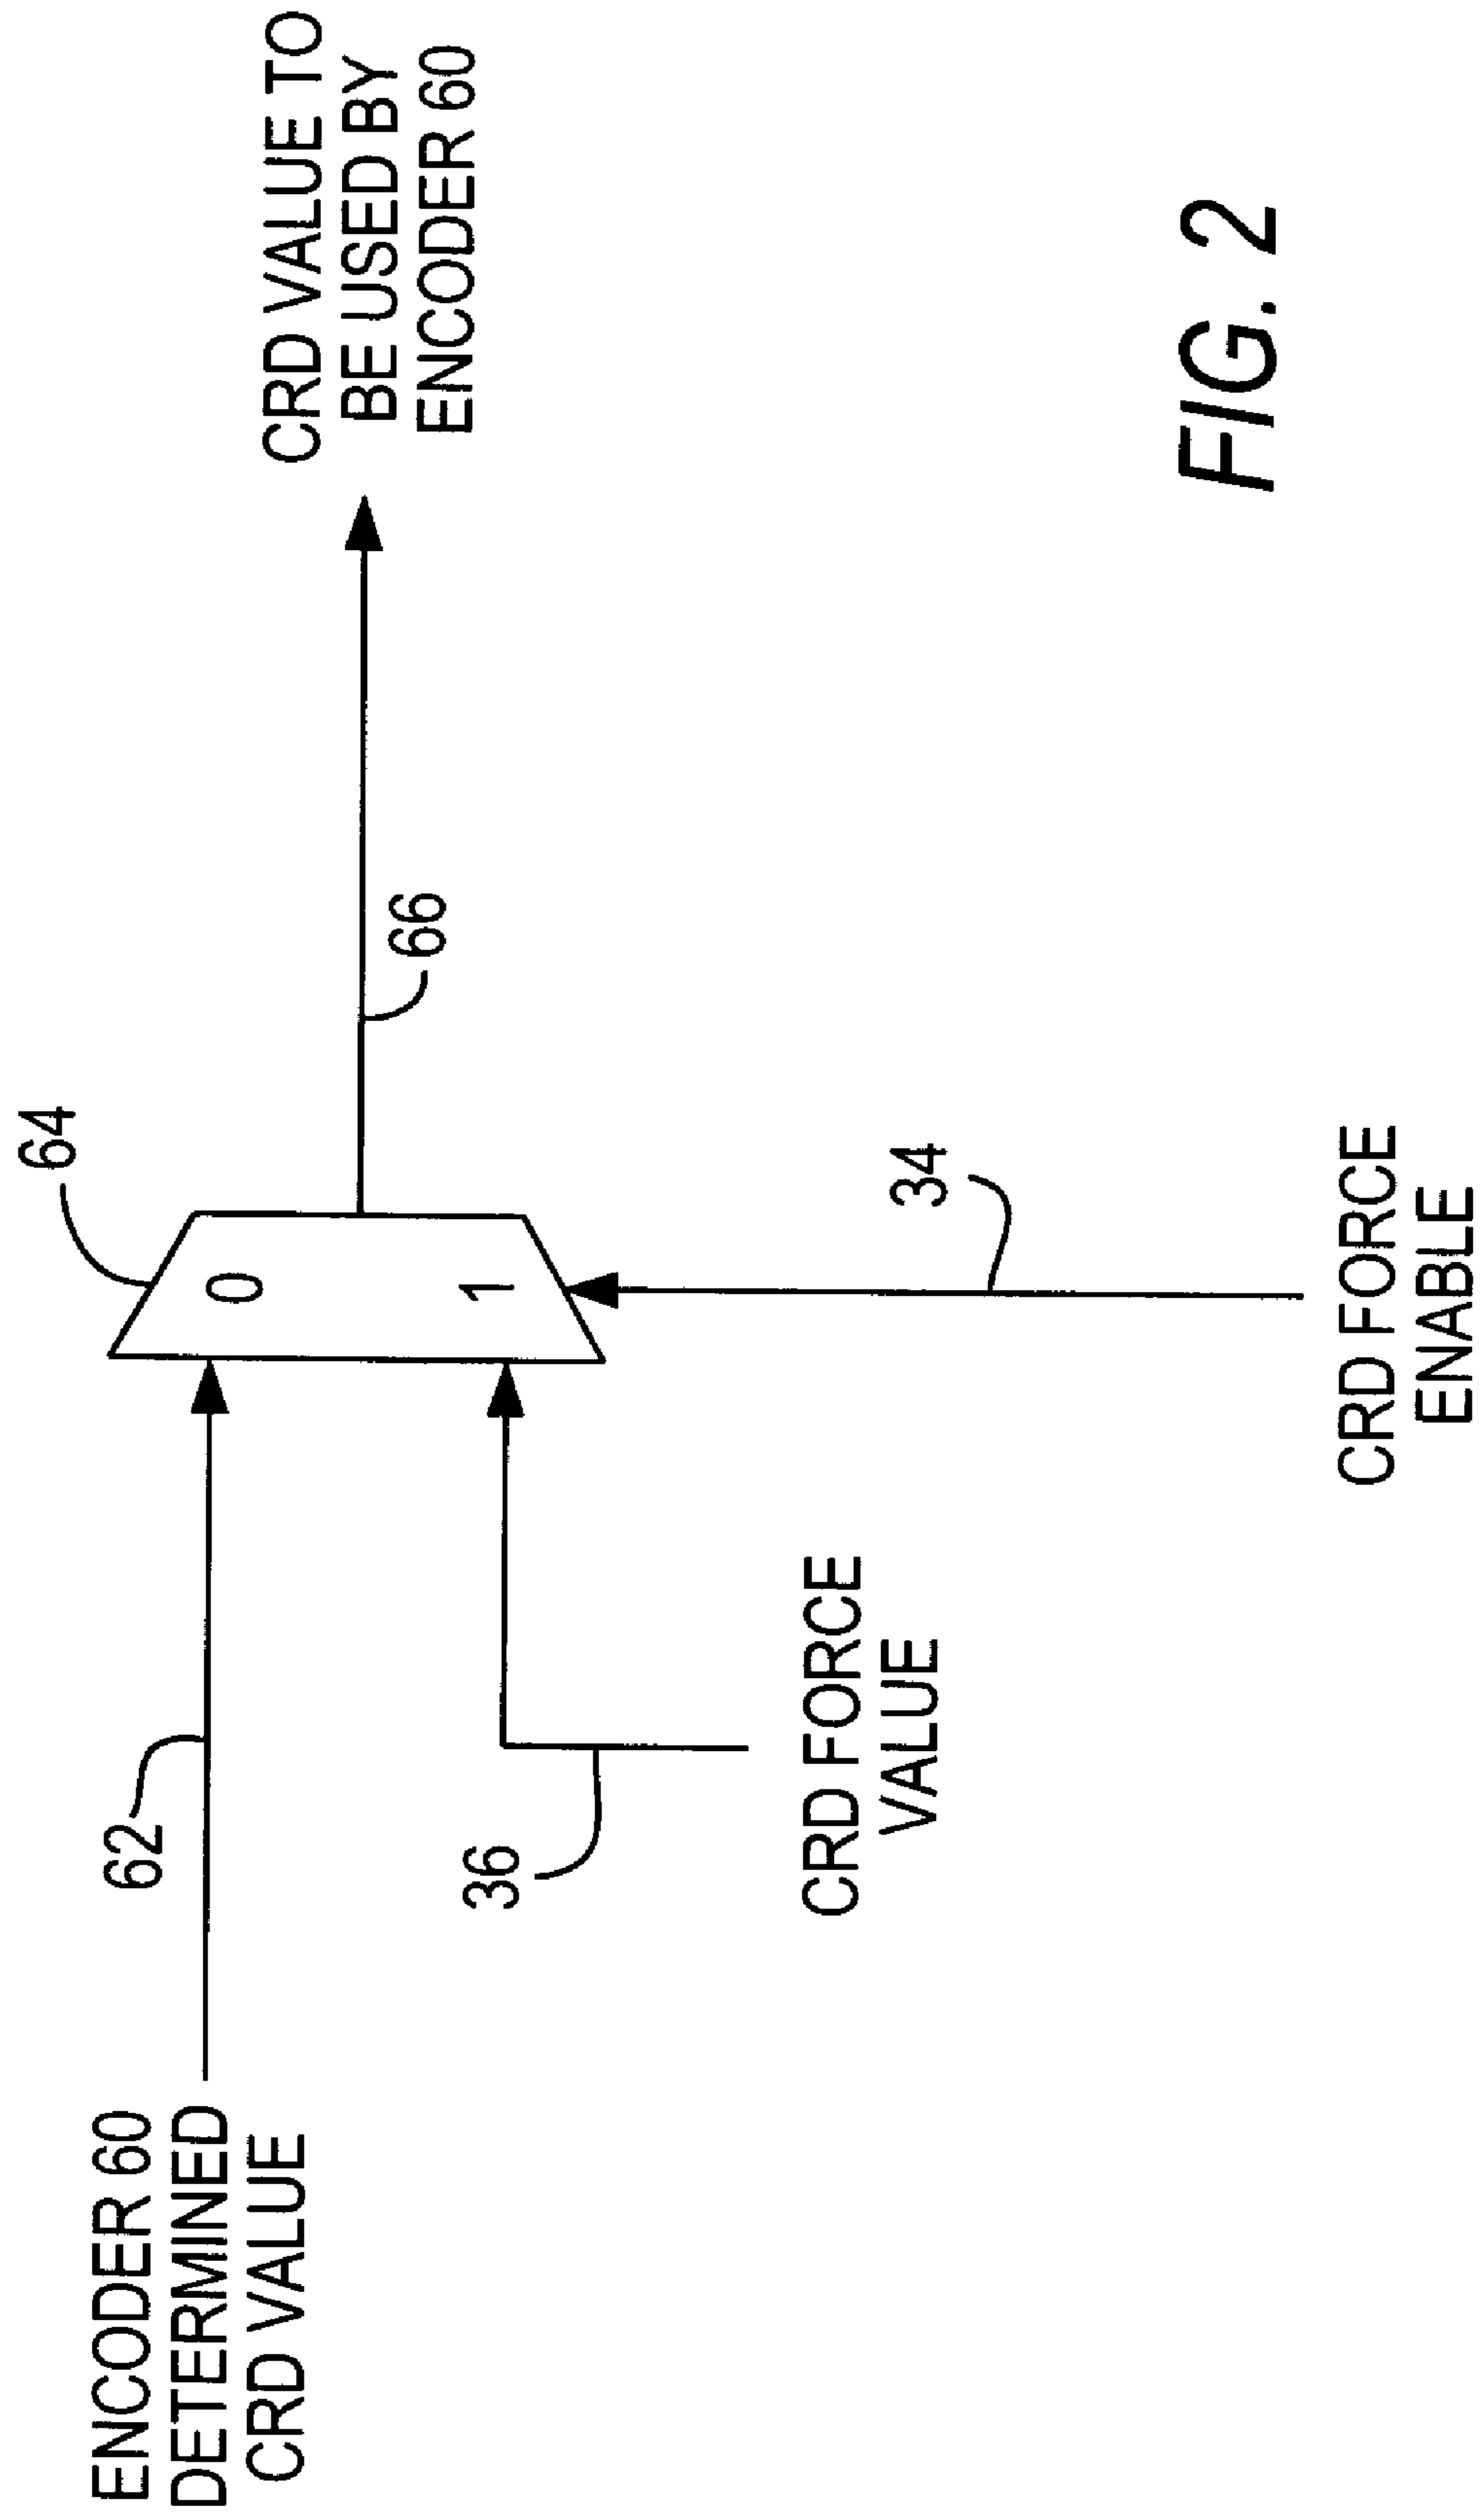 ENCODER 60
DETERMINED
CRD VALUE
62
64
0
1
36
CRD FORCE
VALUE
34
CRD FORCE
ENABLE
66
CRD VALUE TO
BE USED BY
ENCODER 60
FIG. 2